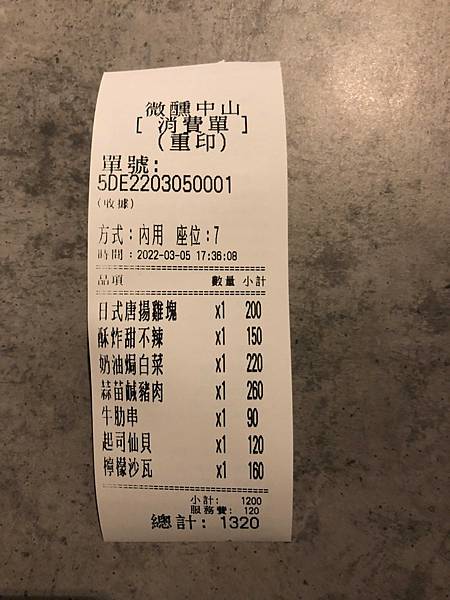 微醺中山
[ 消費單 ]
(重印)
單號:
5DE2203050001
(收據)
方式:內用 座位:7
時間:2022-03-05 17:36:08
品項 數量 小計
日式唐揚雞塊 x1 200
酥炸甜不辣 x1 150
奶油焗白菜 x1 220
蒜苗鹹豬肉 x1 260
牛肋串 x1 90
起司仙貝 x1 120
檸檬沙瓦 x1 160
小計: 1200
服務費: 120
總計: 1320